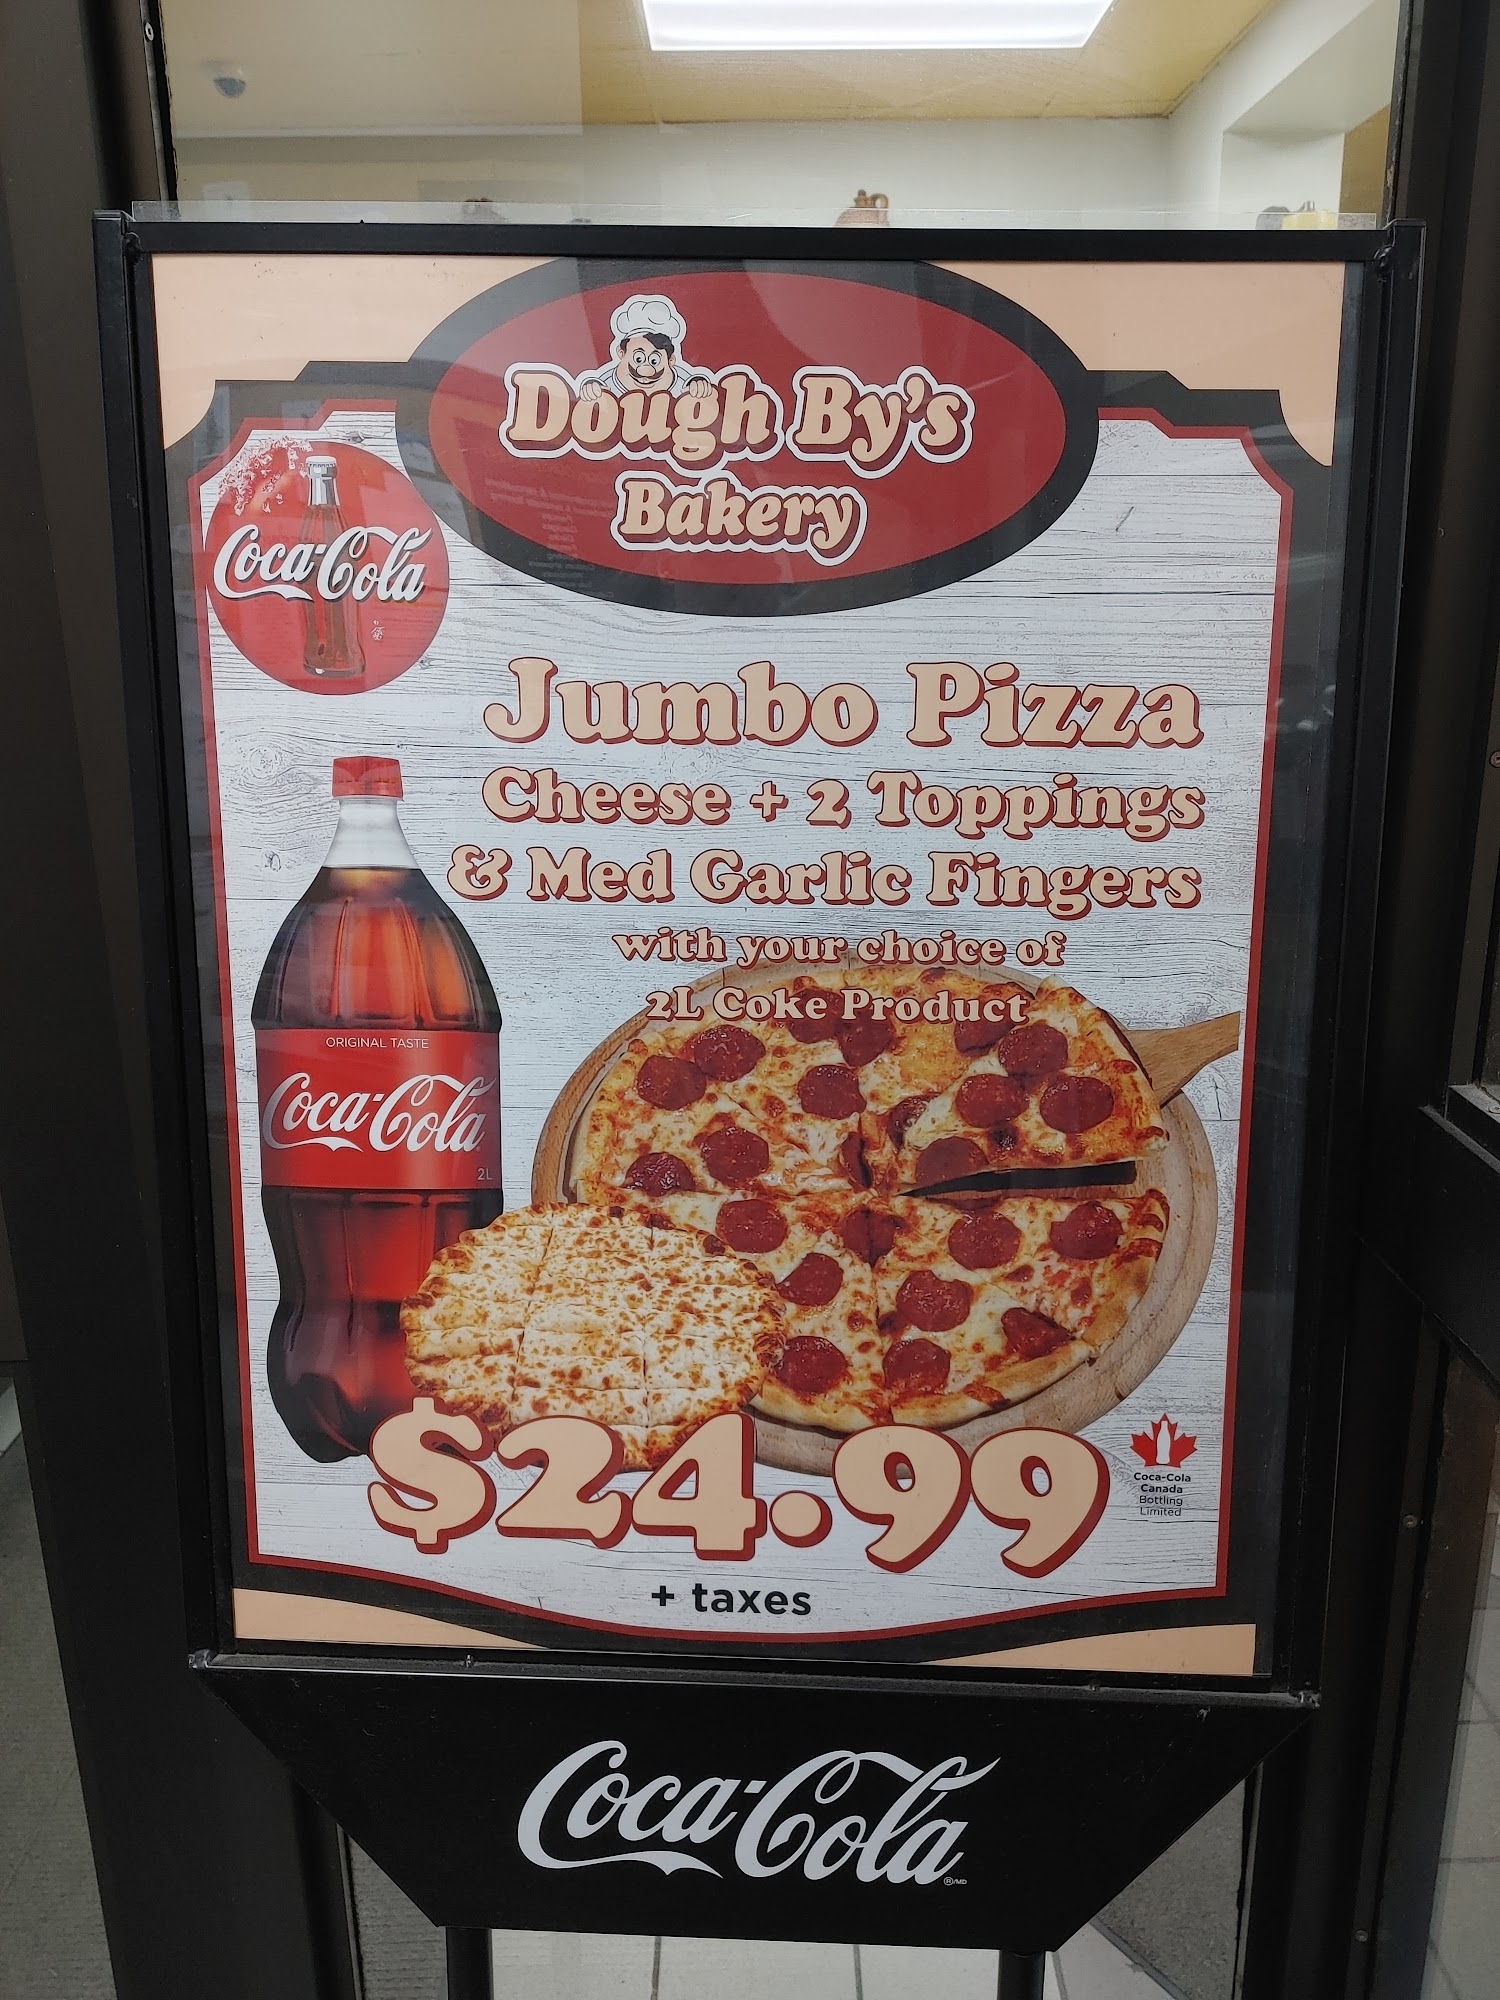 Dough By's
Bakery
Coca-Cola
Jumbo Pizza
Cheese + 2 Toppings
& Med Garlic Fingers
with your choice of
2L Coke Product
ORIGINAL TASTE
Coca-Cola
2L
$24.99
+ taxes
Coca-Cola
Canada
Bottling
Limited
Coca-Cola
®/MD